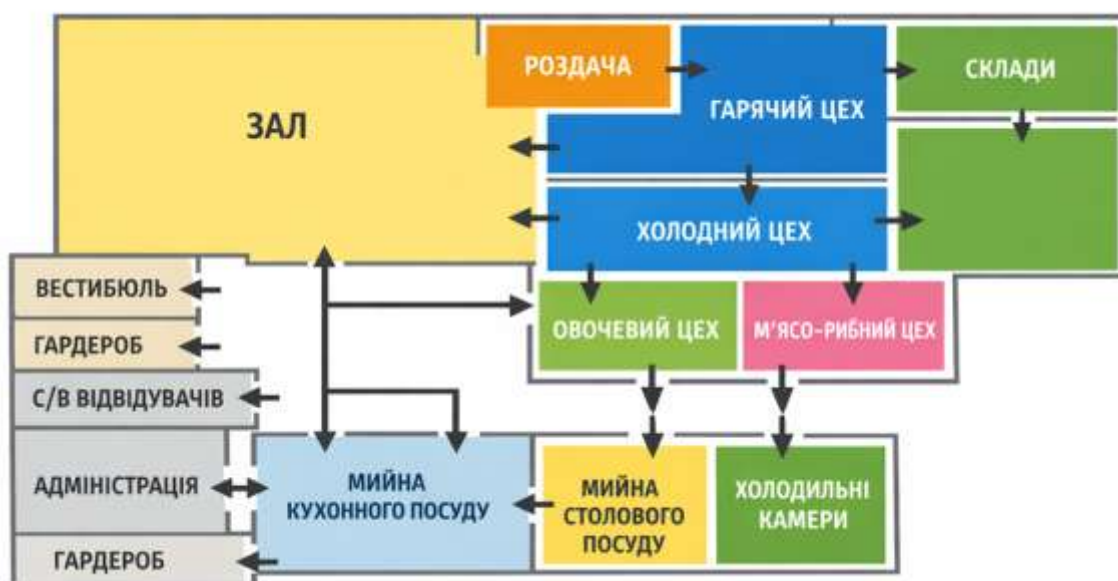 ЗАЛ
РОЗДАЧА
ГАРЯЧИЙ ЦЕХ
СКЛАДИ
ХОЛОДНИЙ ЦЕХ
ВЕСТИБЮЛЬ
ГАРДЕРОБ
С/В ВІДВІДУВАЧІВ
АДМІНІСТРАЦІЯ
ГАРДЕРОБ
ОВОЧЕВИЙ ЦЕХ
М'ЯСО-РИБНИЙ ЦЕХ
МИЙНА
КУХОННОГО ПОСУДУ
МИЙНА
СТОЛОВОГО
ПОСУДУ
ХОЛОДИЛЬНІ
КАМЕРИ